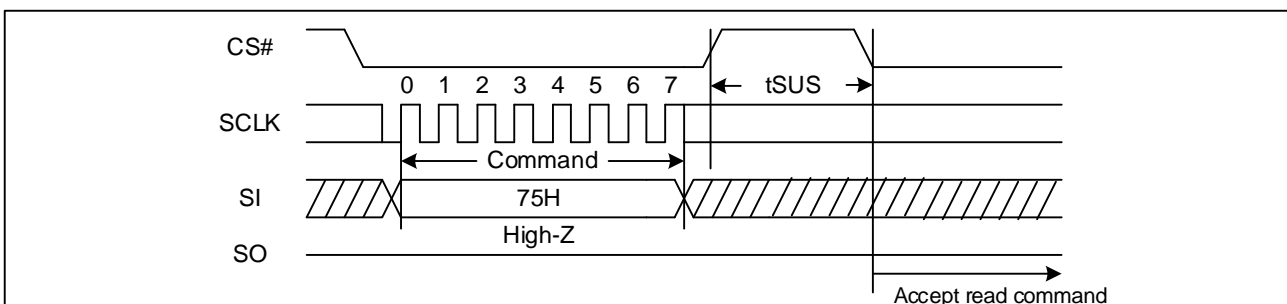 CS#
tSUS
0 1 2 3 4 5 6 7
SCLK
Command
SI
75H
High-Z
SO
Accept read command